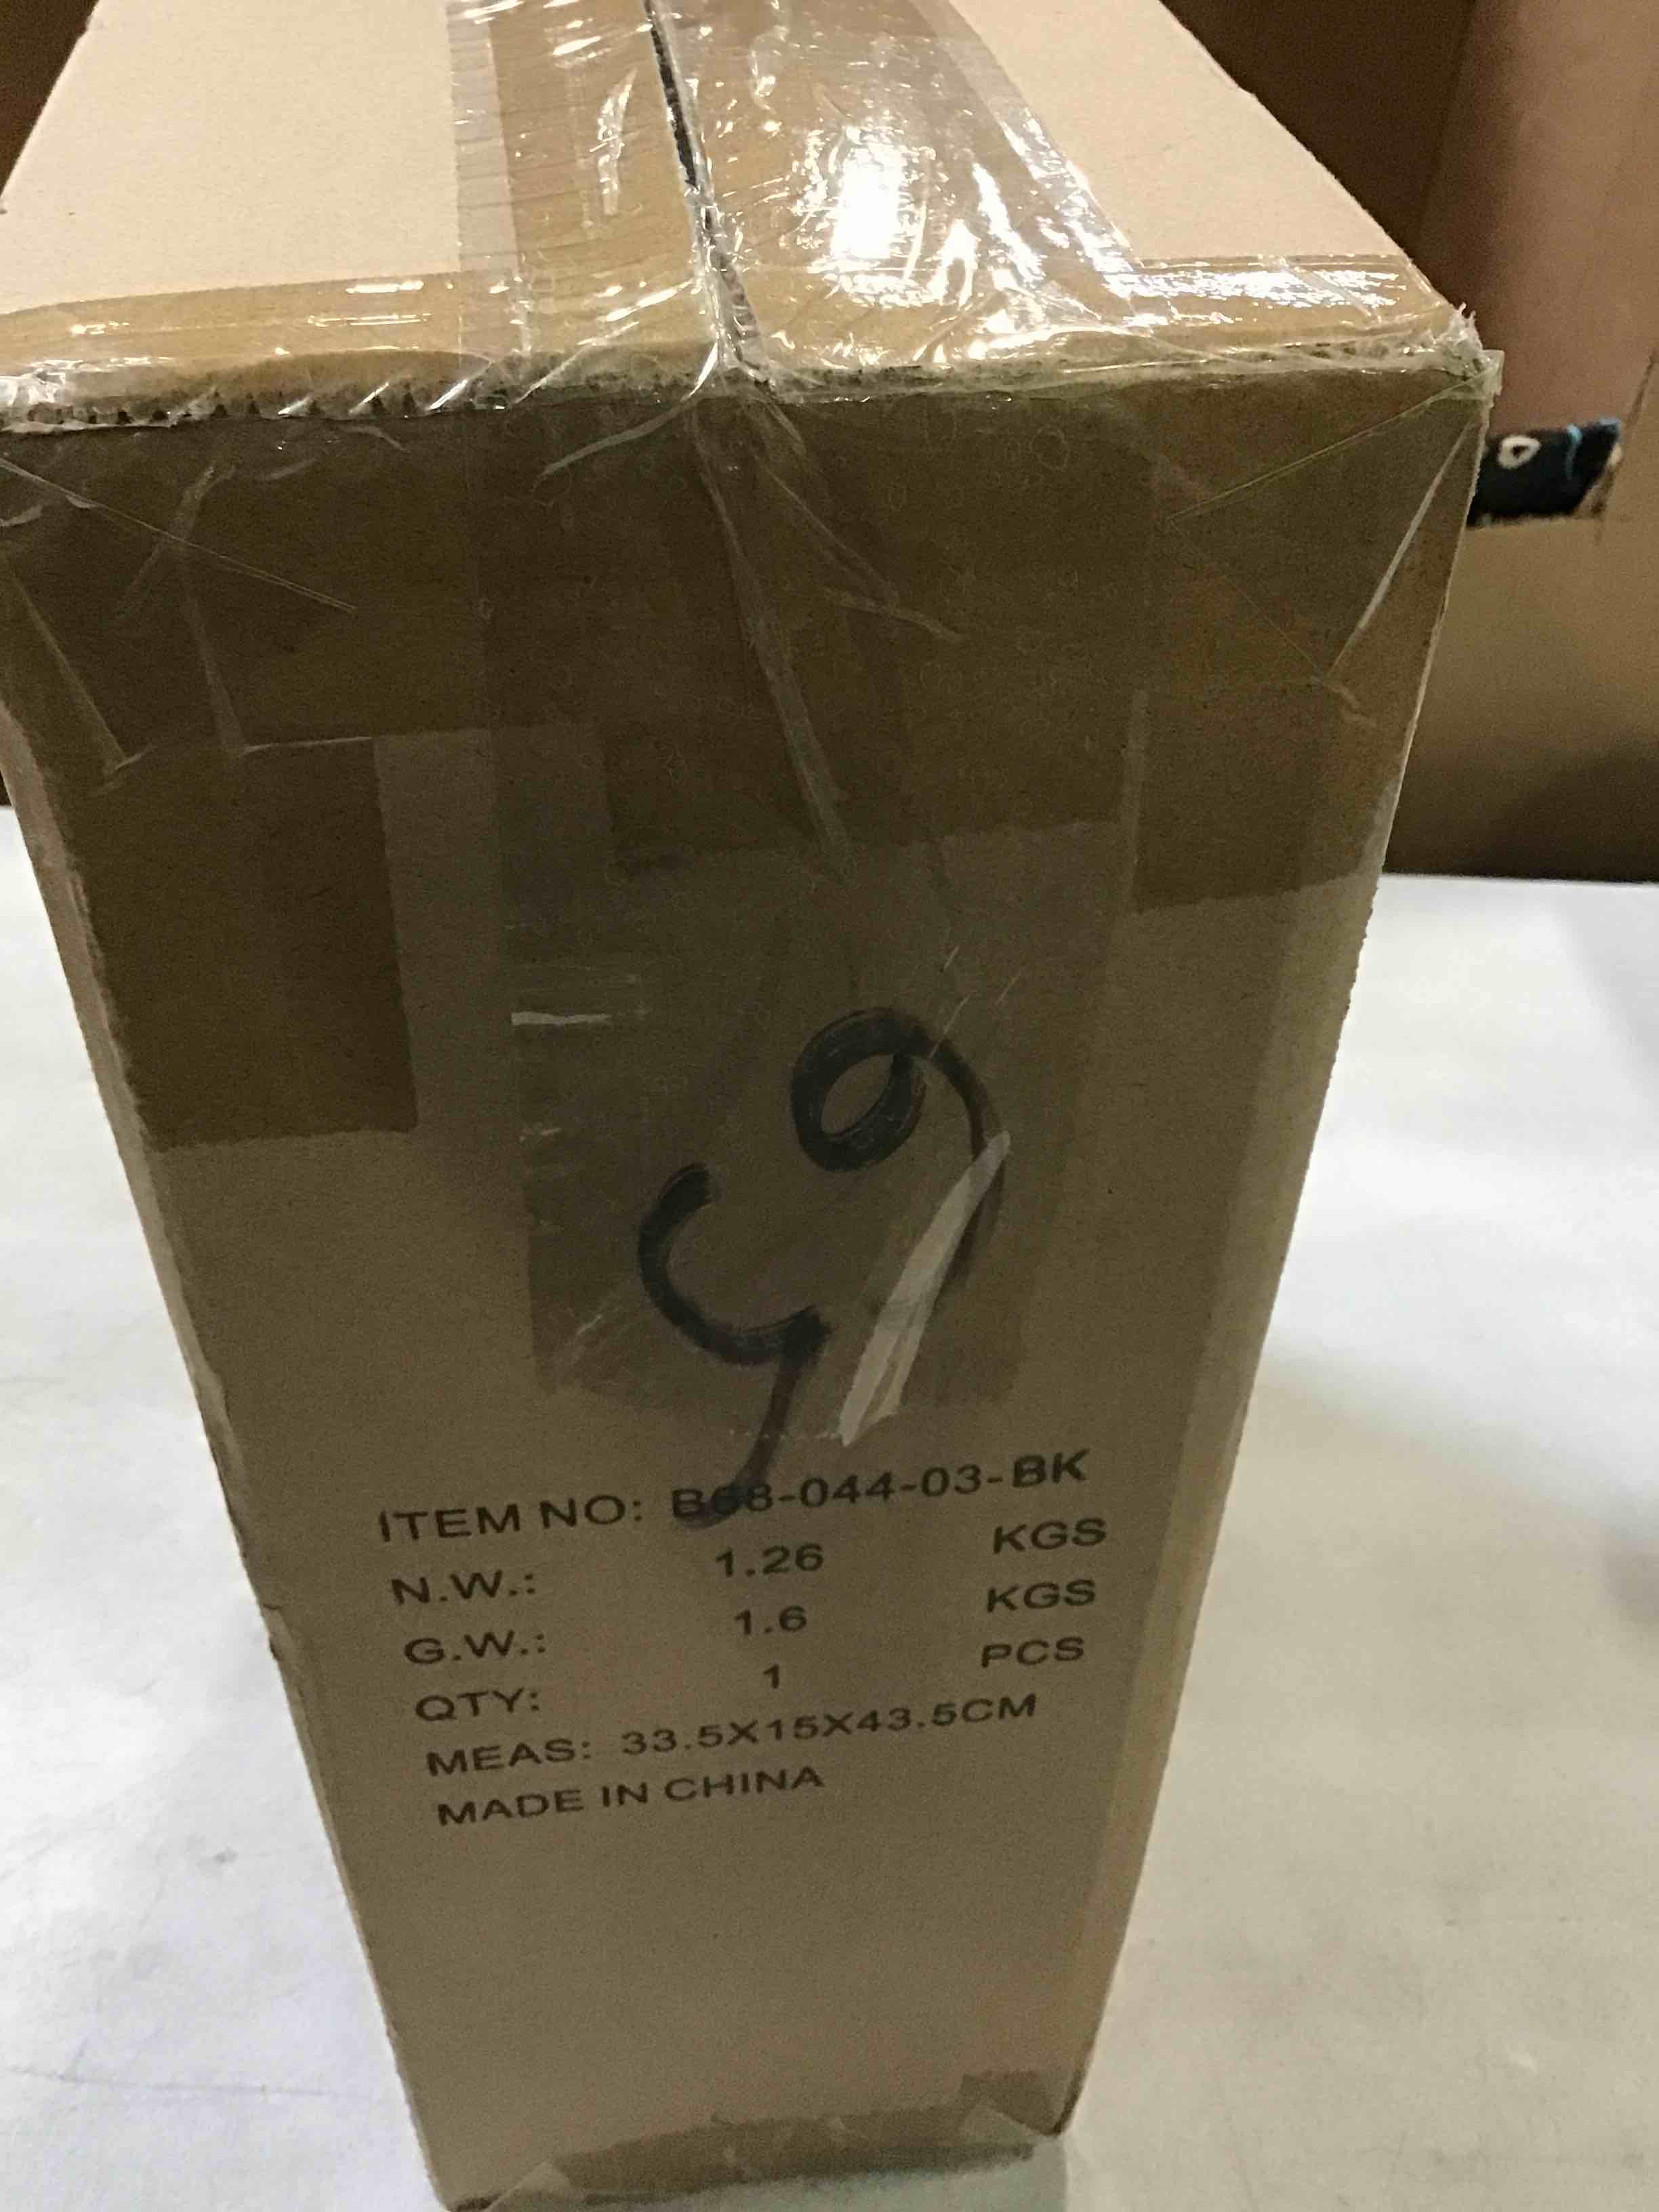 59
ITEM NO: B68-044-03-BK
N.W.: 1.26 KGS
G.W.: 1.6 KGS
QTY: 1 PCS
MEAS: 33.5X15X43.5CM
MADE IN CHINA